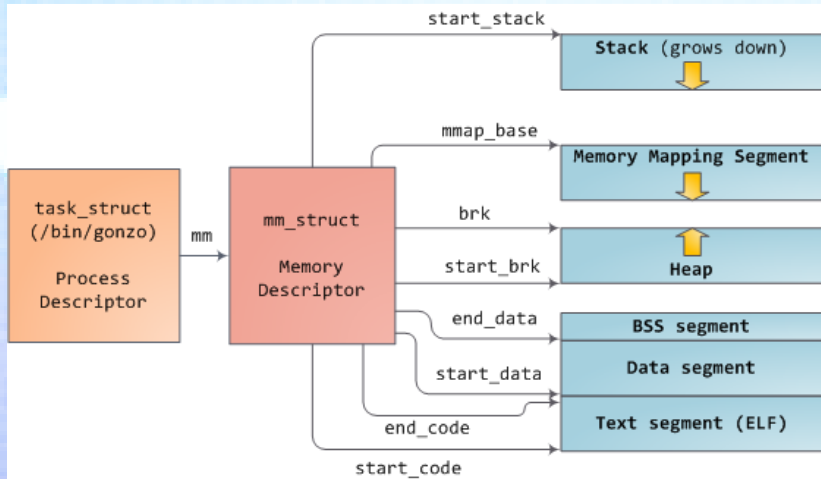 start_stack
Stack (grows down)
mmap_base
Memory Mapping Segment
task_struct
(/bin/gonzo)
Process
Descriptor
mm
mm_struct
Memory
Descriptor
brk
start_brk
Heap
end_data
BSS segment
start_data
Data segment
end_code
Text segment (ELF)
start_code